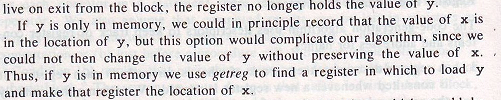 live on exit from the block, the register no longer holds the value of y.
If y is only in memory, we could in principle record that the value of x is
in the location of y, but this option would complicate our algorithm, since we
could not then change the value of y without preserving the value of x.
Thus, if y is in memory we use getreg to find a register in which to load y
and make that register the location of x.